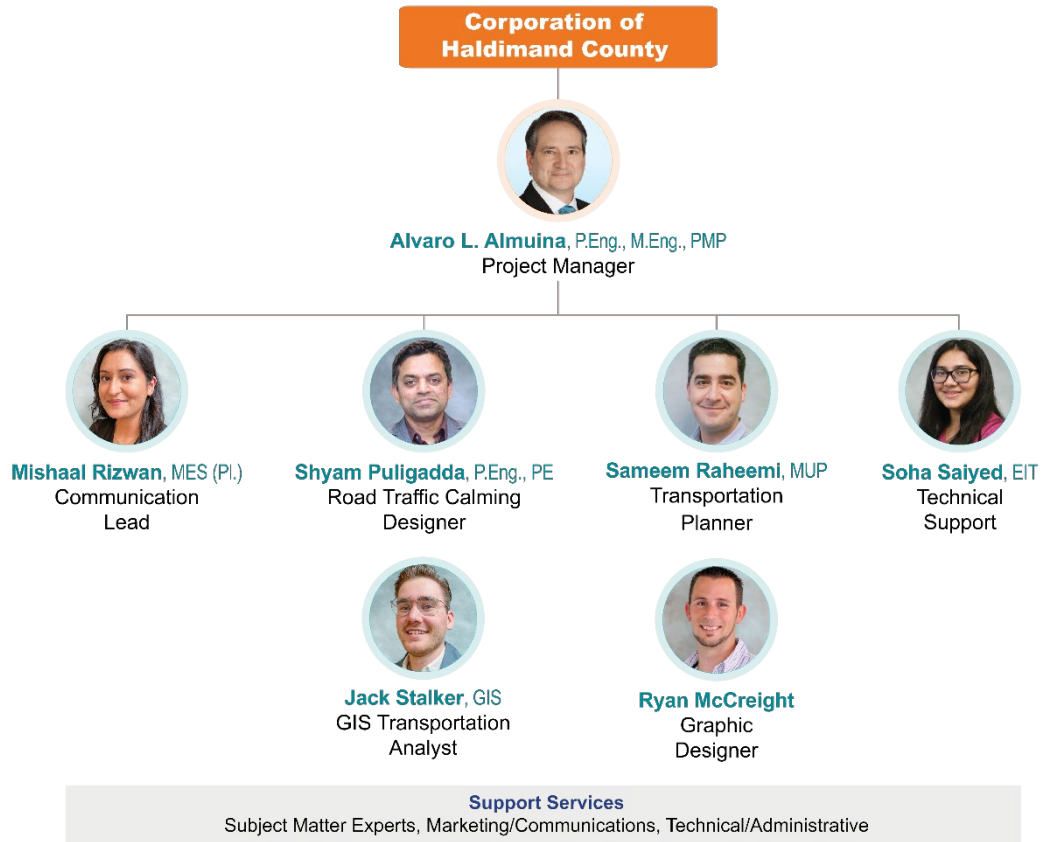 Corporation of
Haldimand County
Alvaro L. Almuina, P.Eng., M.Eng., PMP
Project Manager
Mishaal Rizwan, MES (Pl.)
Communication
Lead
Shyam Puligadda, P.Eng., PE
Road Traffic Calming
Designer
Sameem Raheemi, MUP
Transportation
Planner
Soha Saiyed, EIT
Technical
Support
Jack Stalker, GIS
GIS Transportation
Analyst
Ryan McCreight
Graphic
Designer
Support Services
Subject Matter Experts, Marketing/Communications, Technical/Administrative